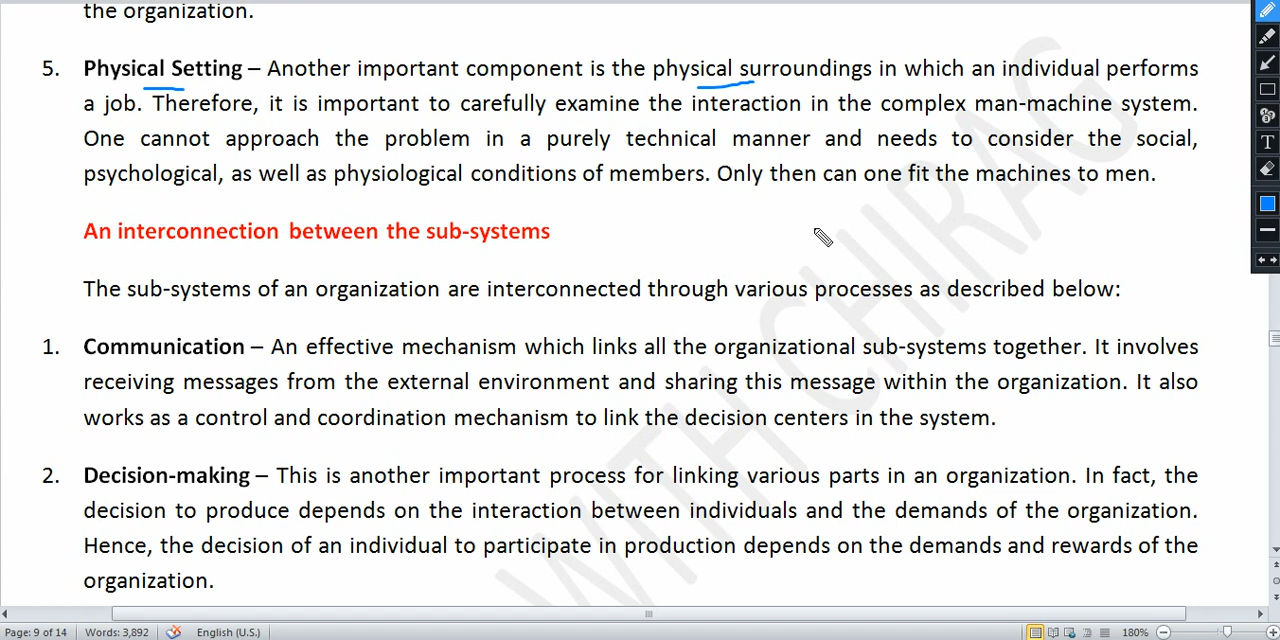 the organization.
5. Physical Setting – Another important component is the physical surroundings in which an individual performs
a job. Therefore, it is important to carefully examine the interaction in the complex man-machine system.
One cannot approach the problem in a purely technical manner and needs to consider the social,
psychological, as well as physiological conditions of members. Only then can one fit the machines to men.
An interconnection between the sub-systems
The sub-systems of an organization are interconnected through various processes as described below:
1. Communication – An effective mechanism which links all the organizational sub-systems together. It involves
receiving messages from the external environment and sharing this message within the organization. It also
works as a control and coordination mechanism to link the decision centers in the system.
2. Decision-making – This is another important process for linking various parts in an organization. In fact, the
decision to produce depends on the interaction between individuals and the demands of the organization.
Hence, the decision of an individual to participate in production depends on the demands and rewards of the
organization.
WITH CHIRAG
T
Page: 9 of 14 Words: 3,892 English (U.S.) 180%